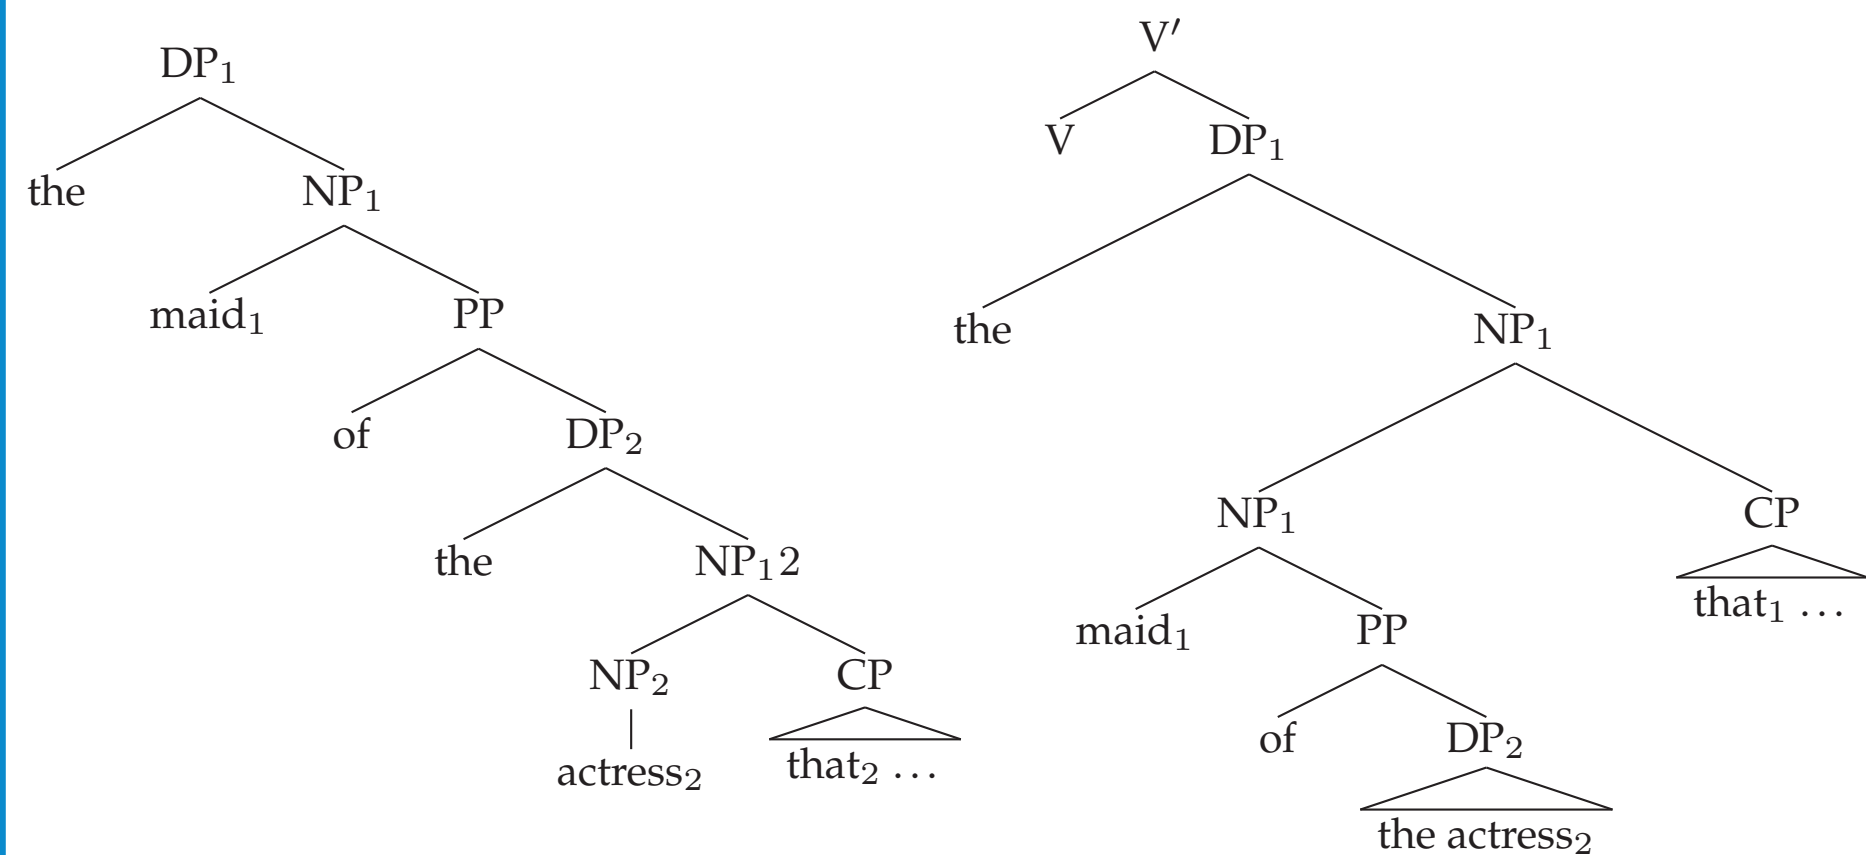 DP₁
the NP₁
maid₁ PP
of DP₂
the NP₁2
NP₂ CP
actress₂ that₂ …
V′
V DP₁
the NP₁
NP₁ CP
maid₁ PP that₁ …
of DP₂
the actress₂